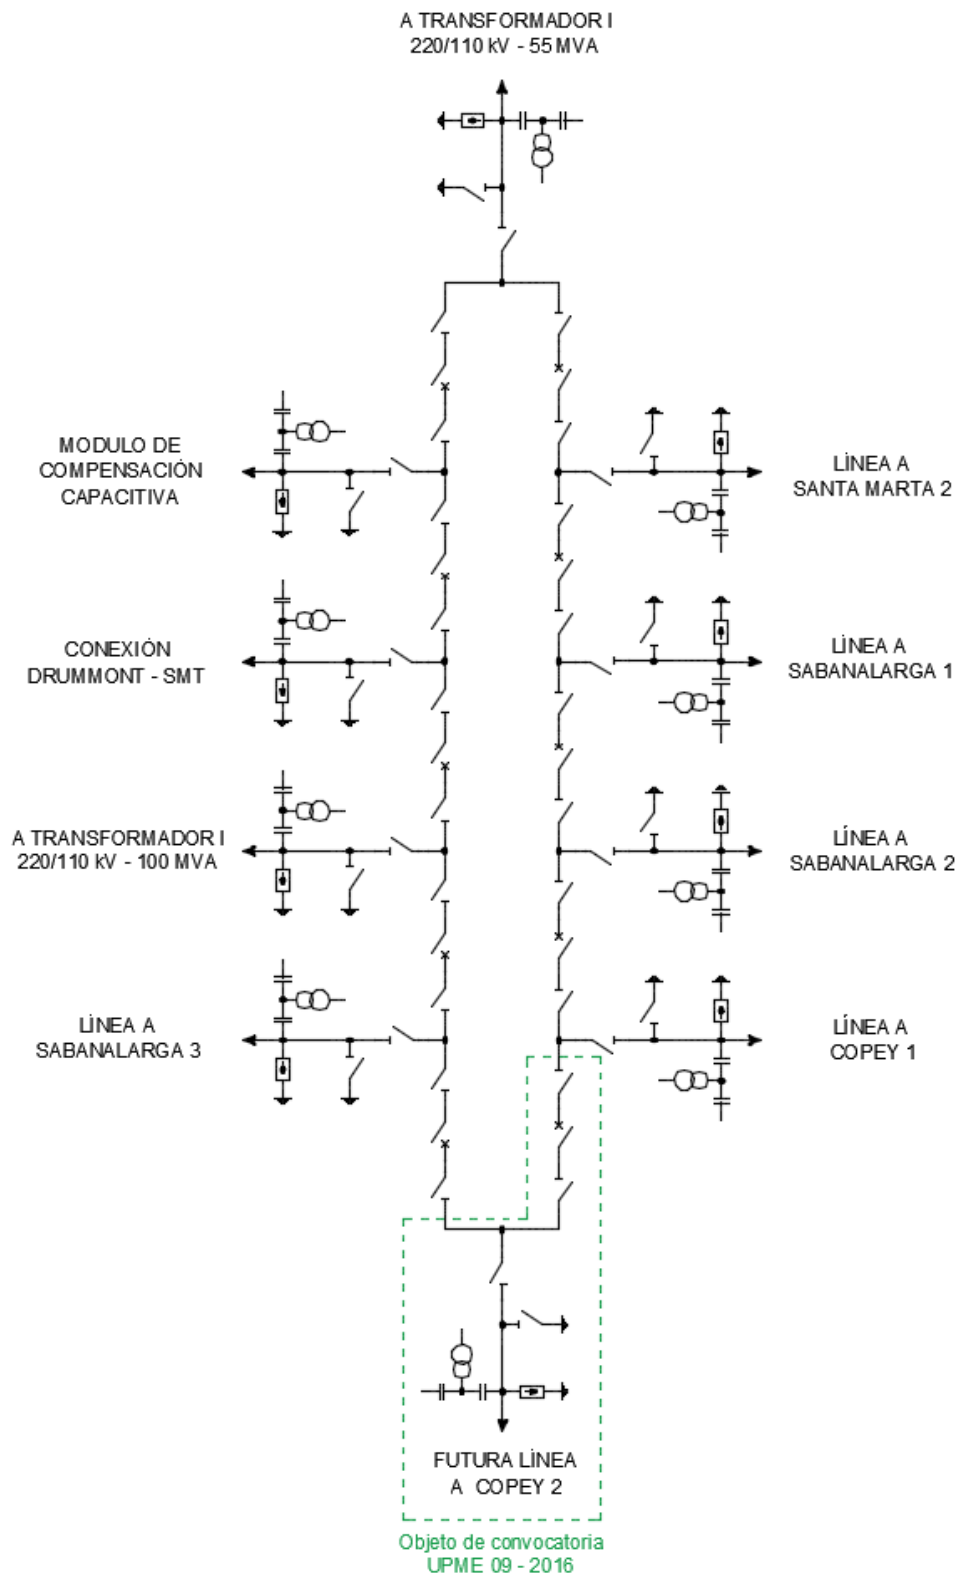 A TRANSFORMADOR I
220/110 kV - 55 MVA
MODULO DE
COMPENSACIÓN
CAPACITIVA
LÍNEA A
SANTA MARTA 2
CONEXIÓN
DRUMMONT - SMT
LÍNEA A
SABANALARGA 1
A TRANSFORMADOR I
220/110 kV - 100 MVA
LÍNEA A
SABANALARGA 2
LÍNEA A
SABANALARGA 3
LÍNEA A
COPEY 1
FUTURA LÍNEA
A COPEY 2
Objeto de convocatoria
UPME 09 - 2016